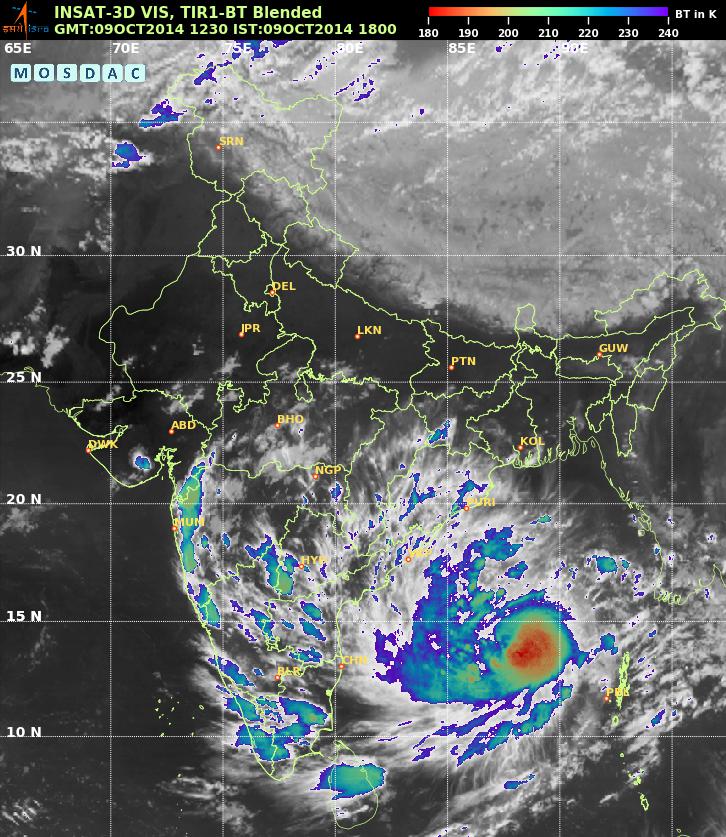 INSAT-3D VIS, TIR1-BT Blended
GMT:09OCT2014 1230 IST:09OCT2014 1800
BT in K
180 190 200 210 220 230 240
65E 70E 75E 80E 85E 90E
MOSDAC
SRN
30 N
DEL
JPR LKN
GUW
PTN
25 N
BHO
ABD
KOL
DWK
NGP
20 N
PURI
MUM
HYD
15 N
CHN
BLR
PBL
10 N